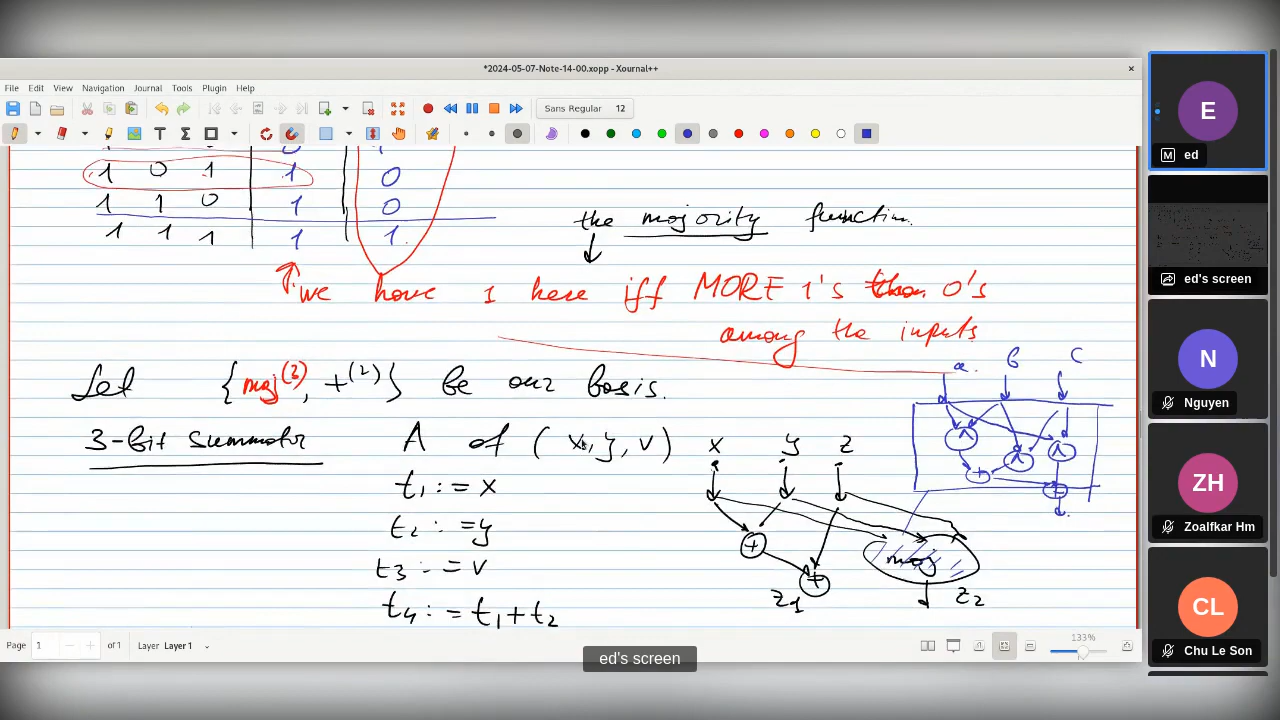 *2024-05-07-Note-14-00.xopp - Xournal++
File Edit View Navigation Journal Tools Plugin Help
Sans Regular 12
1 0 1 1 0
1 1 0 1 0
1 1 1 1 1
the majority function
we have 1 here iff MORE 1's than 0's
among the inputs
Let {maj(3), +(2)} be our basis.
a b c
3-bit summator A of (x, y, v)
x y z
∧ ∧ ∧
+ +
t1 := x
t2 := y
+ maj
t3 := v
+
z1 z2
t4 := t1 + t2
Page 1 of 1 Layer Layer 1
133%
ed's screen
E
ed
ed's screen
N
Nguyen
ZH
Zoalfkar Hm
CL
Chu Le Son